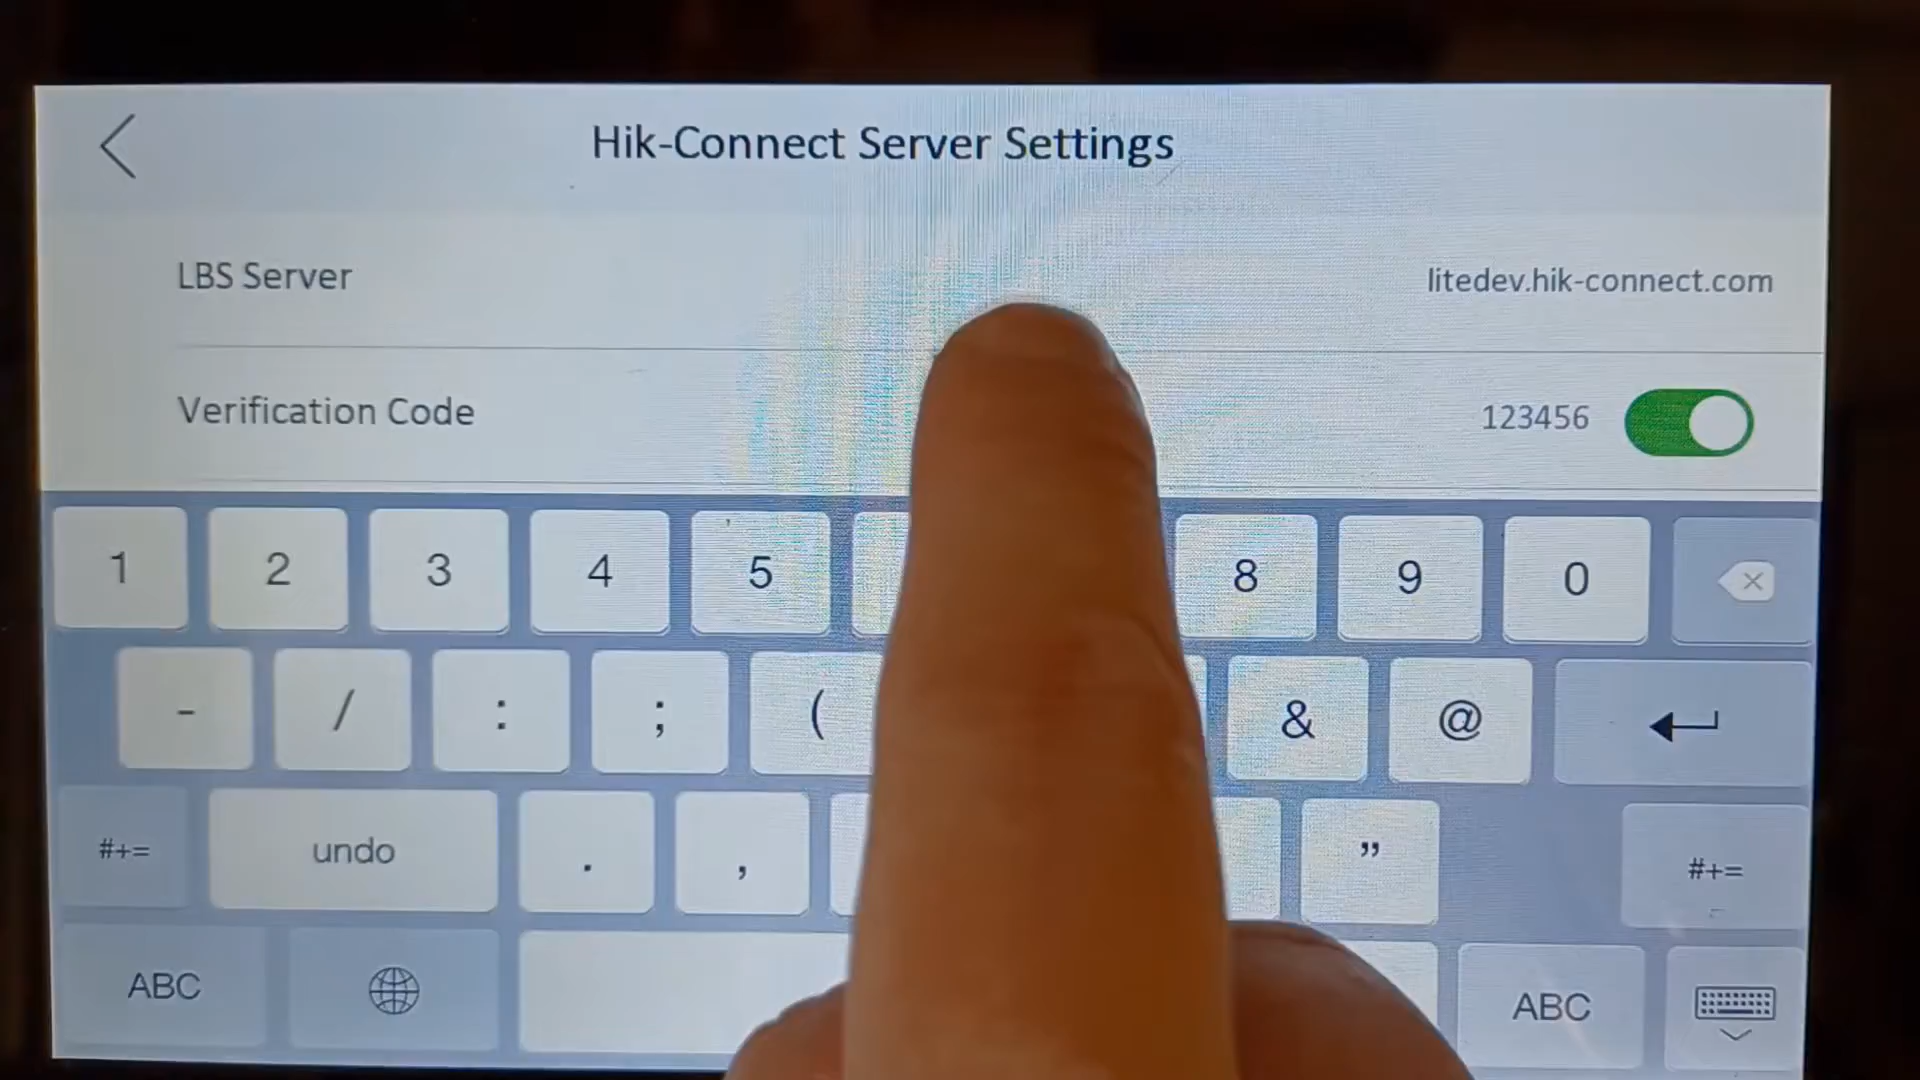 Hik-Connect Server Settings
LBS Server litedev.hik-connect.com
Verification Code 123456
1 2 3 4 5 8 9 0
- / : ; ( & @
#+= undo . , ” #+=
ABC ABC